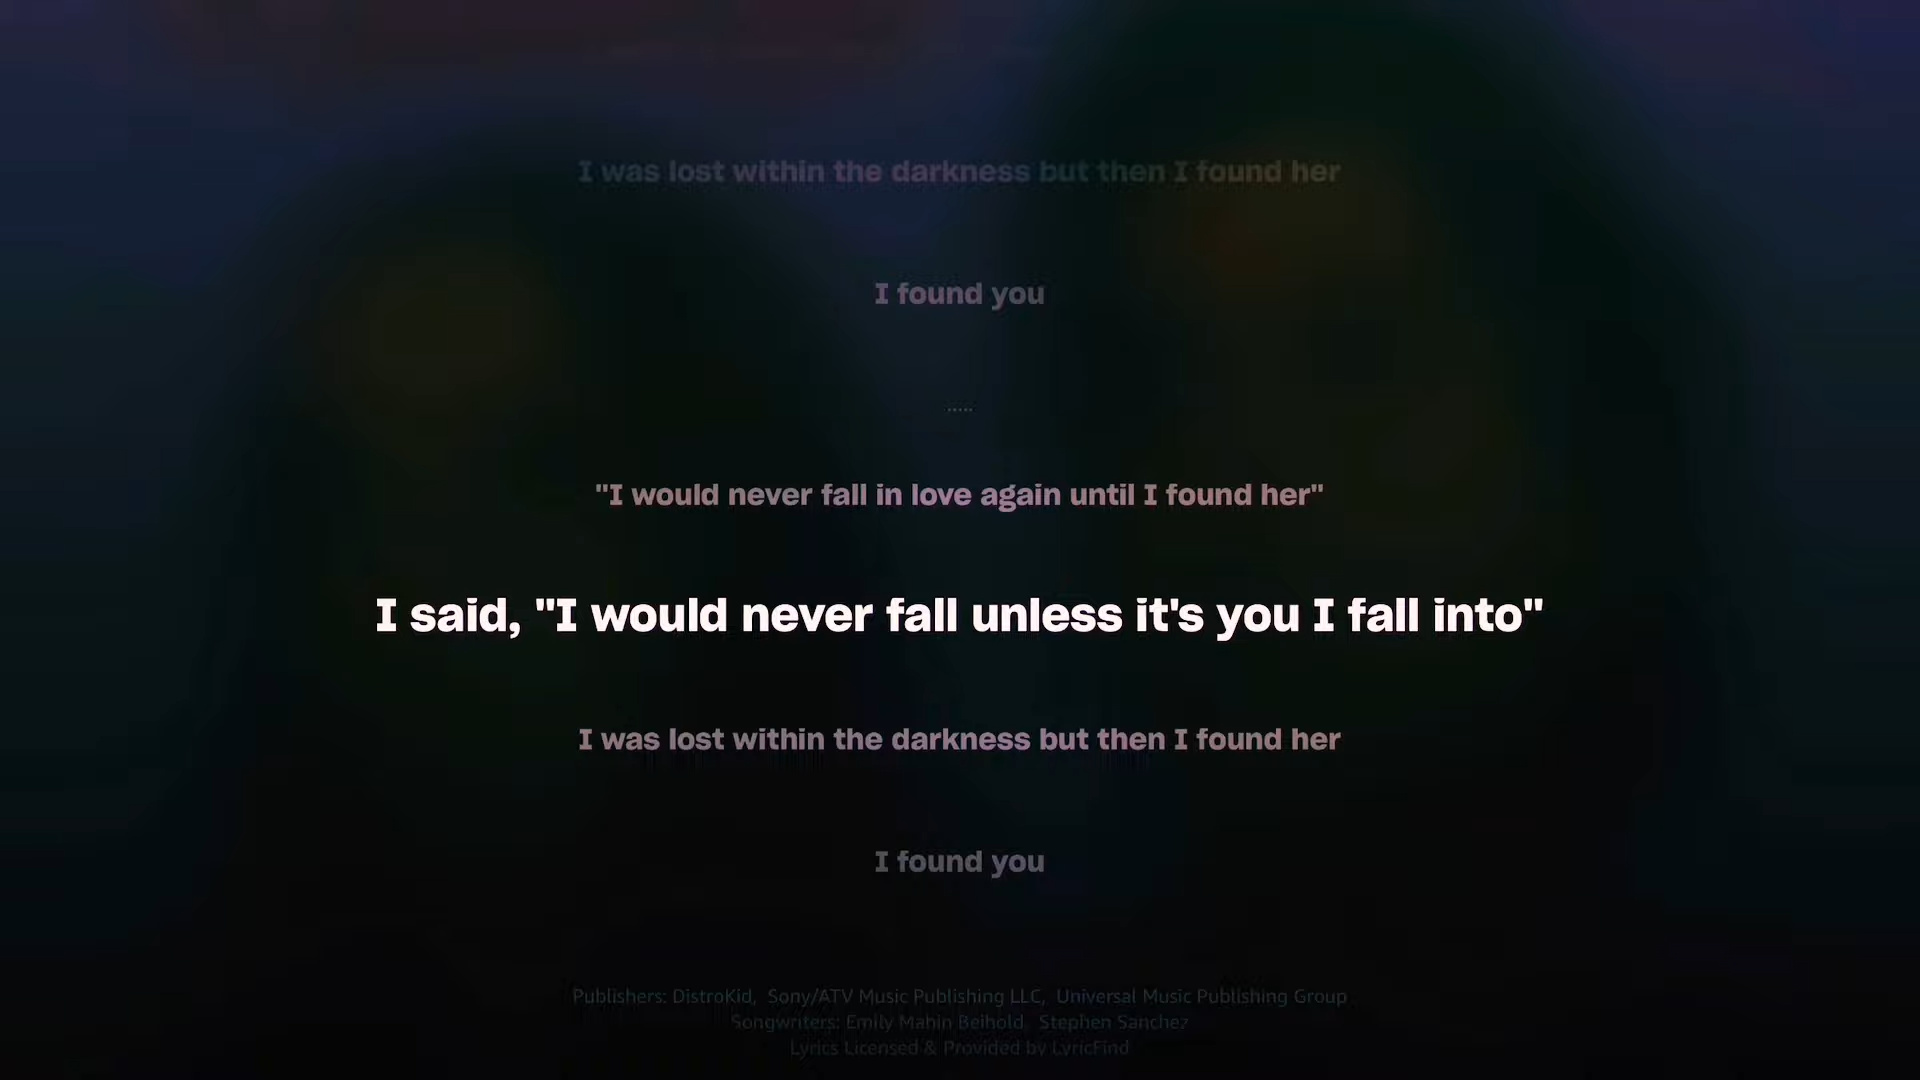 I was lost within the darkness but then I found her
I found you
.....
"I would never fall in love again until I found her"
I said, "I would never fall unless it's you I fall into"
I was lost within the darkness but then I found her
I found you
Publishers: DistroKid, Sony/ATV Music Publishing LLC, Universal Music Publishing Group
Songwriters: Emily Mahin Beihold, Stephen Sanchez
Lyrics Licensed & Provided by LyricFind